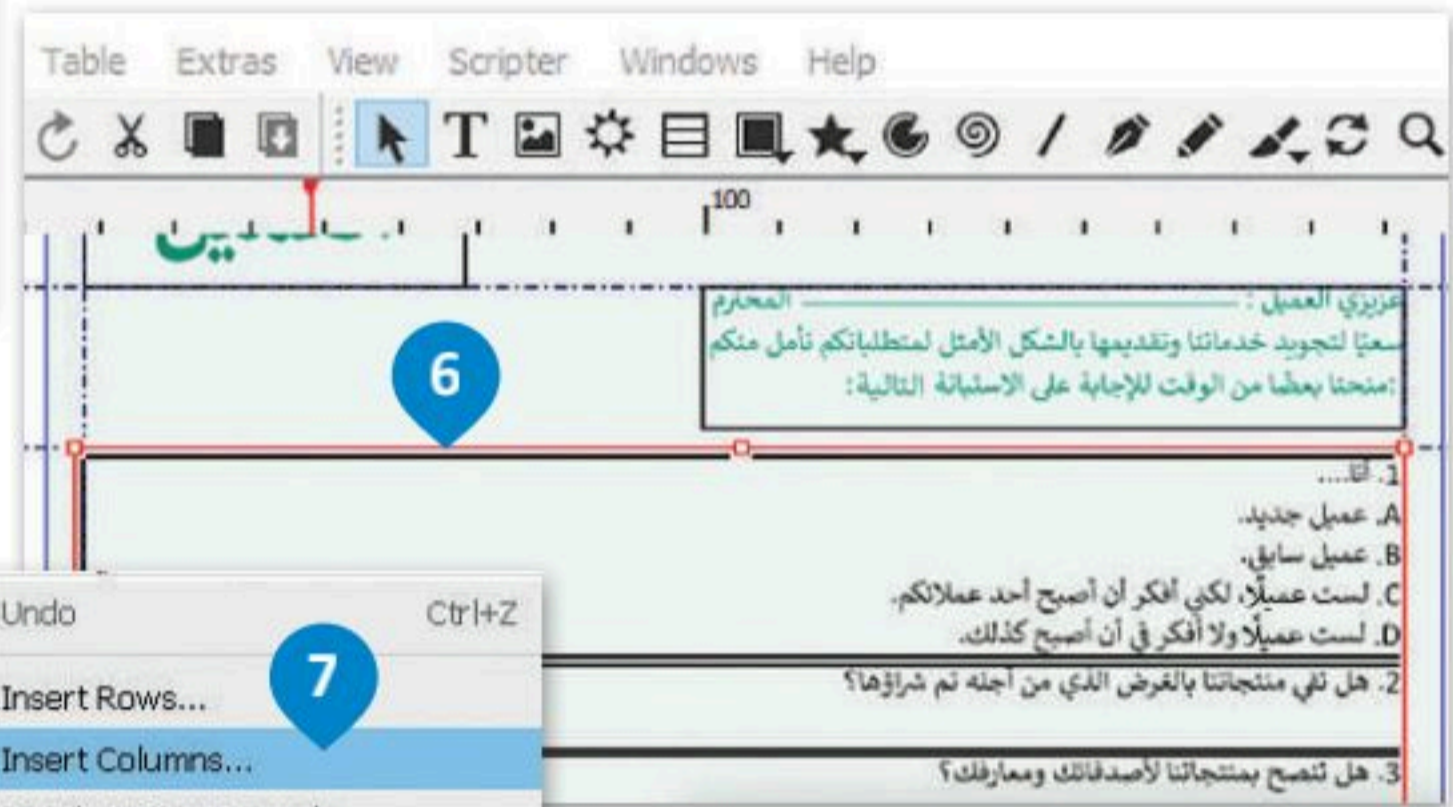 Table Extras View Scripter Windows Help
100
عزيزي العميل : ــــــــــــــــــــ المحترم
سعيًا لتجويد خدماتنا وتقديمها بالشكل الأمثل لمتطلباتكم نأمل منكم
:منحنا بعضًا من الوقت للإجابة على الاستبانة التالية:
6
1. أنا....
A. عميل جديد.
B. عميل سابق.
C. لست عميلًا، لكني أفكر أن أصبح أحد عملائكم.
D. لست عميلًا ولا أفكر في أن أصبح كذلك.
2. هل تفي منتجاتنا بالغرض الذي من أجله تم شراؤها؟
3. هل تنصح بمنتجاتنا لأصدقائك ومعارفك؟
Undo Ctrl+Z
7
Insert Rows...
Insert Columns...